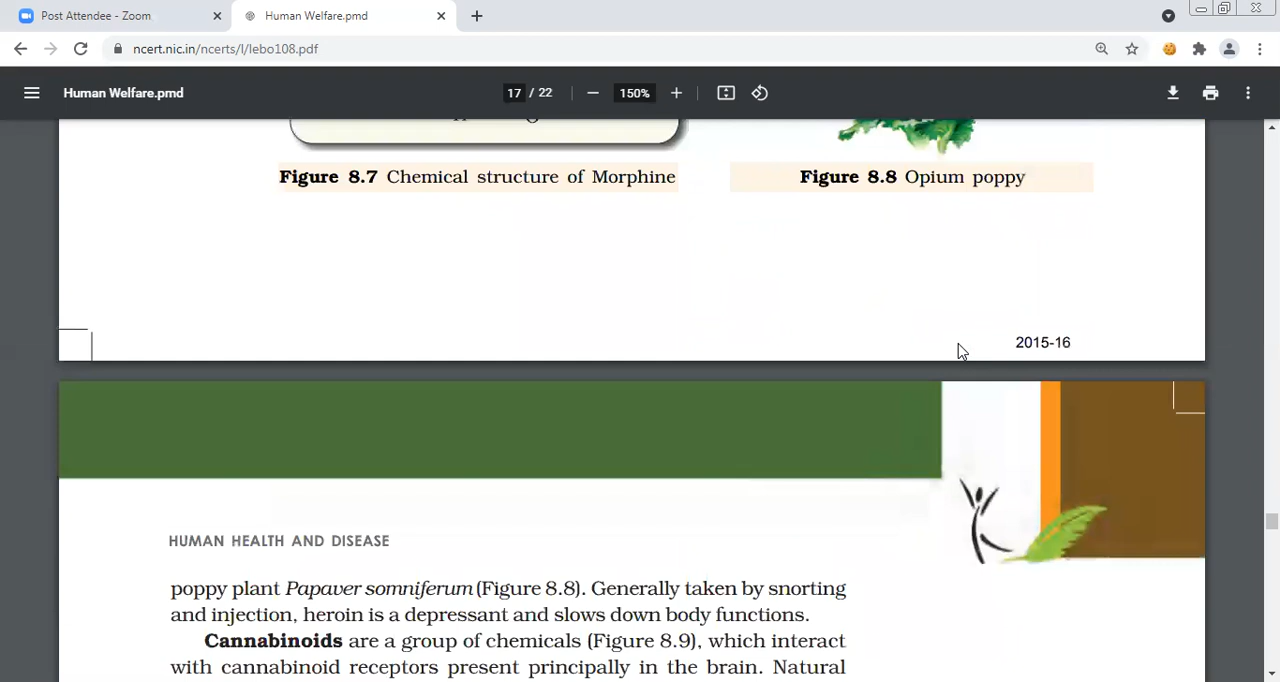 Post Attendee - Zoom
Human Welfare.pmd
ncert.nic.in/ncerts/l/lebo108.pdf
Human Welfare.pmd
17 / 22
150%
Figure 8.7 Chemical structure of Morphine
Figure 8.8 Opium poppy
2015-16
HUMAN HEALTH AND DISEASE
poppy plant Papaver somniferum (Figure 8.8). Generally taken by snorting
and injection, heroin is a depressant and slows down body functions.
Cannabinoids are a group of chemicals (Figure 8.9), which interact
with cannabinoid receptors present principally in the brain. Natural